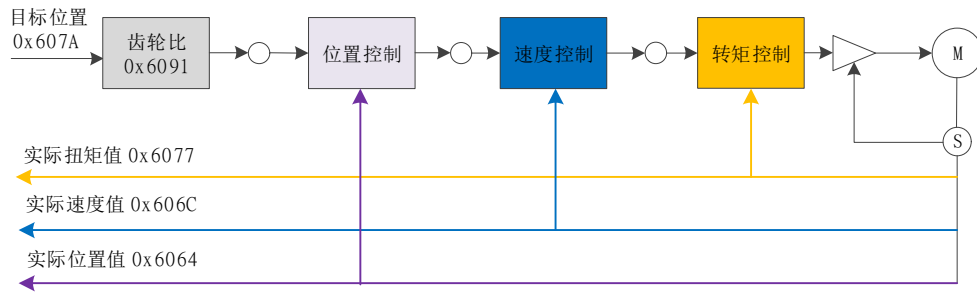 目标位置
0x607A
齿轮比
0x6091
位置控制
速度控制
转矩控制
M
S
实际扭矩值 0x6077
实际速度值 0x606C
实际位置值 0x6064